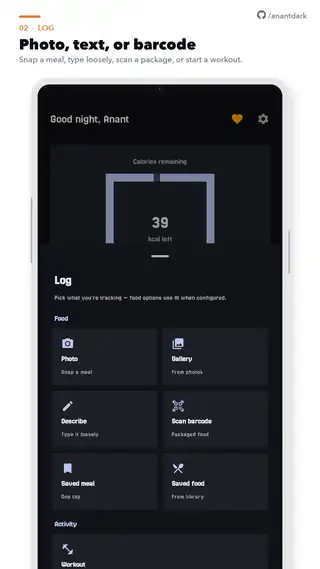 /anantdark
02 · LOG
Photo, text, or barcode
Snap a meal, type loosely, scan a package, or start a workout.
Good night, Anant
Calories remaining
39
kcal left
Log
Pick what you're tracking — food options use AI when configured.
Food
Photo
Snap a meal
Gallery
From photos
Describe
Type it loosely
Scan barcode
Packaged food
Saved meal
One tap
Saved food
From library
Activity
Workout